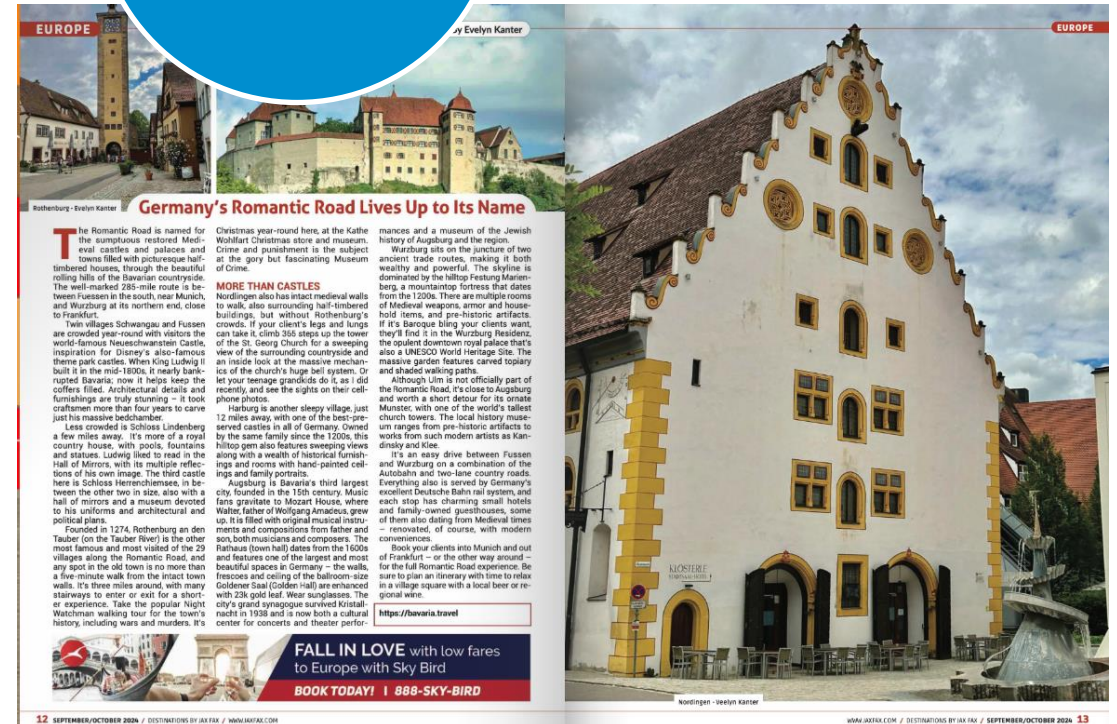 EUROPE
by Evelyn Kanter
EUROPE
Rothenburg - Evelyn Kanter
Germany's Romantic Road Lives Up to Its Name
The Romantic Road is named for
the sumptuous restored Medi-
eval castles and palaces and
towns filled with picturesque half-
timbered houses, through the beautiful
rolling hills of the Bavarian countryside.
The well-marked 285-mile route is be-
tween Fuessen in the south, near Munich,
and Wurzburg at its northern end, close
to Frankfurt.
Twin villages Schwangau and Fussen
are crowded year-round with visitors the
world-famous Neueschwanstein Castle,
inspiration for Disney's also-famous
theme park castles. When King Ludwig II
built it in the mid-1800s, it nearly bank-
rupted Bavaria; now it helps keep the
coffers filled. Architectural details and
furnishings are truly stunning – it took
craftsmen more than four years to carve
just his massive bedchamber.
Less crowded is Schloss Lindenberg
a few miles away. It's more of a royal
country house, with pools, fountains
and statues. Ludwig liked to read in the
Hall of Mirrors, with its multiple reflec-
tions of his own image. The third castle
here is Schloss Herrenchiemsee, in be-
tween the other two in size, also with a
hall of mirrors and a museum devoted
to his uniforms and architectural and
political plans.
Founded in 1274, Rothenburg an den
Tauber (on the Tauber River) is the other
most famous and most visited of the 29
villages along the Romantic Road, and
any spot in the old town is no more than
a five-minute walk from the intact town
walls. It's three miles around, with many
stairways to enter or exit for a short-
er experience. Take the popular Night
Watchman walking tour for the town's
history, including wars and murders. It's
Christmas year-round here, at the Kathe
Wohlfart Christmas store and museum.
Crime and punishment is the subject
at the gory but fascinating Museum
of Crime.
MORE THAN CASTLES
Nordingen also has intact medieval walls
to walk, also surrounding half-timbered
buildings, but without Rothenburg's
crowds. If your client's legs and lungs
can take it, climb 365 steps up the tower
of the St. Georg Church for a sweeping
view of the surrounding countryside and
an inside look at the massive mechan-
ics of the church's huge bell system. Or
let your teenage grandkids do it, as I did
recently, and see the sights on their cell-
phone photos.
Harburg is another sleepy village, just
12 miles away, with one of the best-pre-
served castles in all of Germany. Owned
by the same family since the 1200s, this
hilltop gem also features sweeping views
along with a wealth of historical furnish-
ings and rooms with hand-painted ceil-
ings and family portraits.
Augsburg is Bavaria's third largest
city, founded in the 15th century. Music
fans gravitate to Mozart House, where
Walter, father of Wolfgang Amadeus, grew
up. It is filled with original musical instru-
ments and compositions from father and
son, both musicians and composers. The
Rathaus (town hall) dates from the 1600s
and features one of the largest and most
beautiful spaces in Germany – the walls,
frescoes and ceiling of the ballroom-size
Goldener Saal (Golden Hall) are enhanced
with 23k gold leaf. Wear sunglasses. The
city's grand synagogue survived Kristall-
nacht in 1938 and is now both a cultural
center for concerts and theater perfor-
mances and a museum of the Jewish
history of Augsburg and the region.
Wurzburg sits on the juncture of two
ancient trade routes, making it both
wealthy and powerful. The skyline is
dominated by the hilltop Festung Marien-
berg, a mountaintop fortress that dates
from the 1200s. There are multiple rooms
of Medieval weapons, armor and house-
hold items, and pre-historic artifacts.
If it's Baroque bling your clients want,
they'll find it in the Wurzburg Residenz,
the opulent downtown royal palace that's
also a UNESCO World Heritage Site. The
massive garden features carved topiary
and shaded walking paths.
Although Ulm is not officially part of
the Romantic Road, it's close to Augsburg
and worth a short detour for its ornate
Munster, with one of the world's tallest
church towers. The local history muse-
um ranges from pre-historic artifacts to
works from such modern artists as Kan-
dinsky and Klee.
It's an easy drive between Fussen
and Wurzburg on a combination of the
Autobahn and two-lane country roads.
Everything also is served by Germany's
excellent Deutsche Bahn rail system, and
each stop has charming small hotels
and family-owned guesthouses, some
of them also dating from Medieval times
– renovated, of course, with modern
conveniences.
Book your clients into Munich and out
of Frankfurt – or the other way around –
for the full Romantic Road experience. Be
sure to plan an itinerary with time to relax
in a village square with a local beer or re-
gional wine.
https://bavaria.travel
FALL IN LOVE with low fares
to Europe with Sky Bird
BOOK TODAY! I 888-SKY-BIRD
12 SEPTEMBER/OCTOBER 2024 / DESTINATIONS BY JAX FAX / WWW.JAXFAX.COM
KLÖSTERLE
Nordingen - Veelyn Kanter
WWW.JAXFAX.COM / DESTINATIONS BY JAX FAX / SEPTEMBER/OCTOBER 2024 13